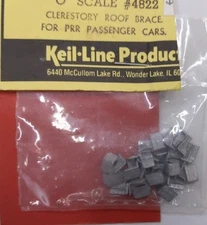 O SCALE #4822
CLERESTORY ROOF BRACE
FOR PRR PASSENGER CARS.
Keil-Line Produc
6440 McCullom Lake Rd., Wonder Lake, IL 60